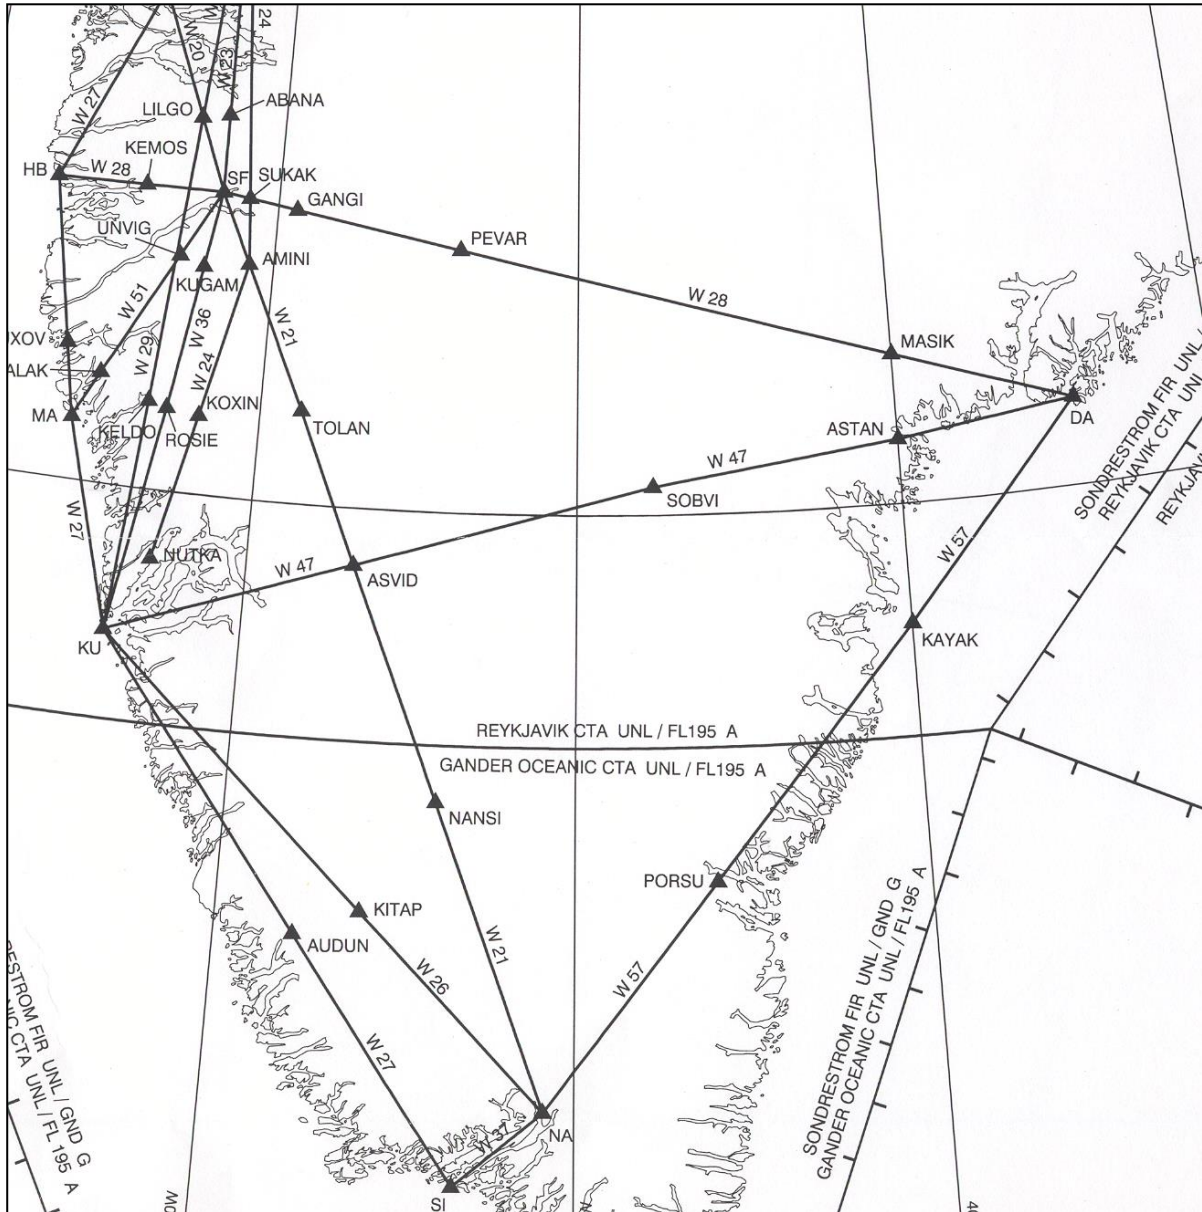 24
W 20
W 23
W 27
LILGO
ABANA
KEMOS
HB
W 28
SF
SUKAK
GANGI
UNVIG
PEVAR
KUGAM
AMINI
W 51
W 28
W 21
W 29
W 36
W 24
MASIK
ALAK
MA
KELDO
ROSIE
KOXIN
TOLAN
ASTAN
DA
SONDRESTROM FIR UNL
REYKJAVIK CTA UNL
W 47
SOBVI
W 27
W 57
NUTKA
W 47
ASVID
KU
KAYAK
REYKJAVIK CTA UNL / FL195 A
GANDER OCEANIC CTA UNL / FL195 A
NANSI
PORSU
KITAP
AUDUN
W 21
W 26
W 57
W 27
SONDRESTROM FIR UNL / GND G
GANDER OCEANIC CTA UNL / FL195 A
RESTROM FIR UNL / GND G
NIC CTA UNL / FL 195 A
NA
SI